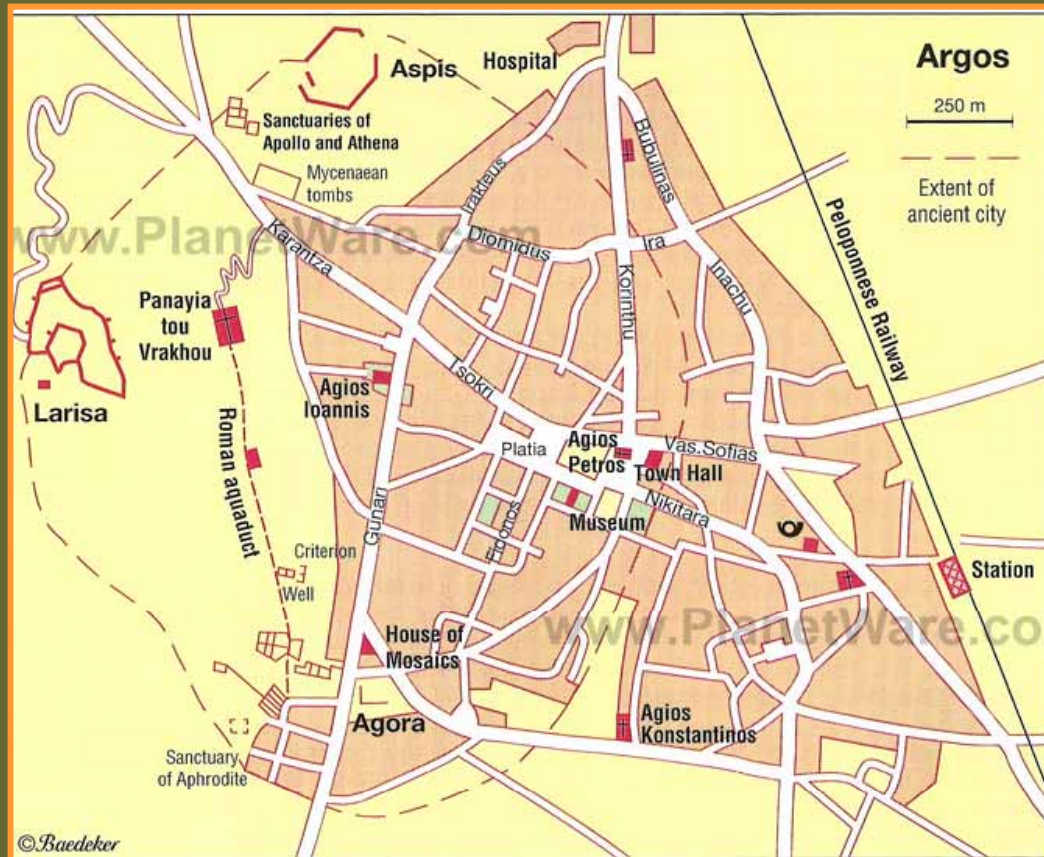 Argos
250 m
Extent of
ancient city
Hospital
Aspis
Sanctuaries of
Apollo and Athena
Mycenaean
tombs
www.PlanetWare.com
Bubulinas
Irakleus
Diomidus
Ira
Karantza
Korinthu
Inachu
Peloponnese Railway
Panayia
tou
Vrakhou
Larisa
Agios
Ioannis
Tsokri
Roman aquaduct
Platia
Agios
Petros
Vas.Sofias
Town Hall
Nikitara
Museum
Gunari
Fidonos
Criterion
Well
Station
www.PlanetWare.co
House of
Mosaics
Agora
Agios
Konstantinos
Sanctuary
of Aphrodite
©Baedeker